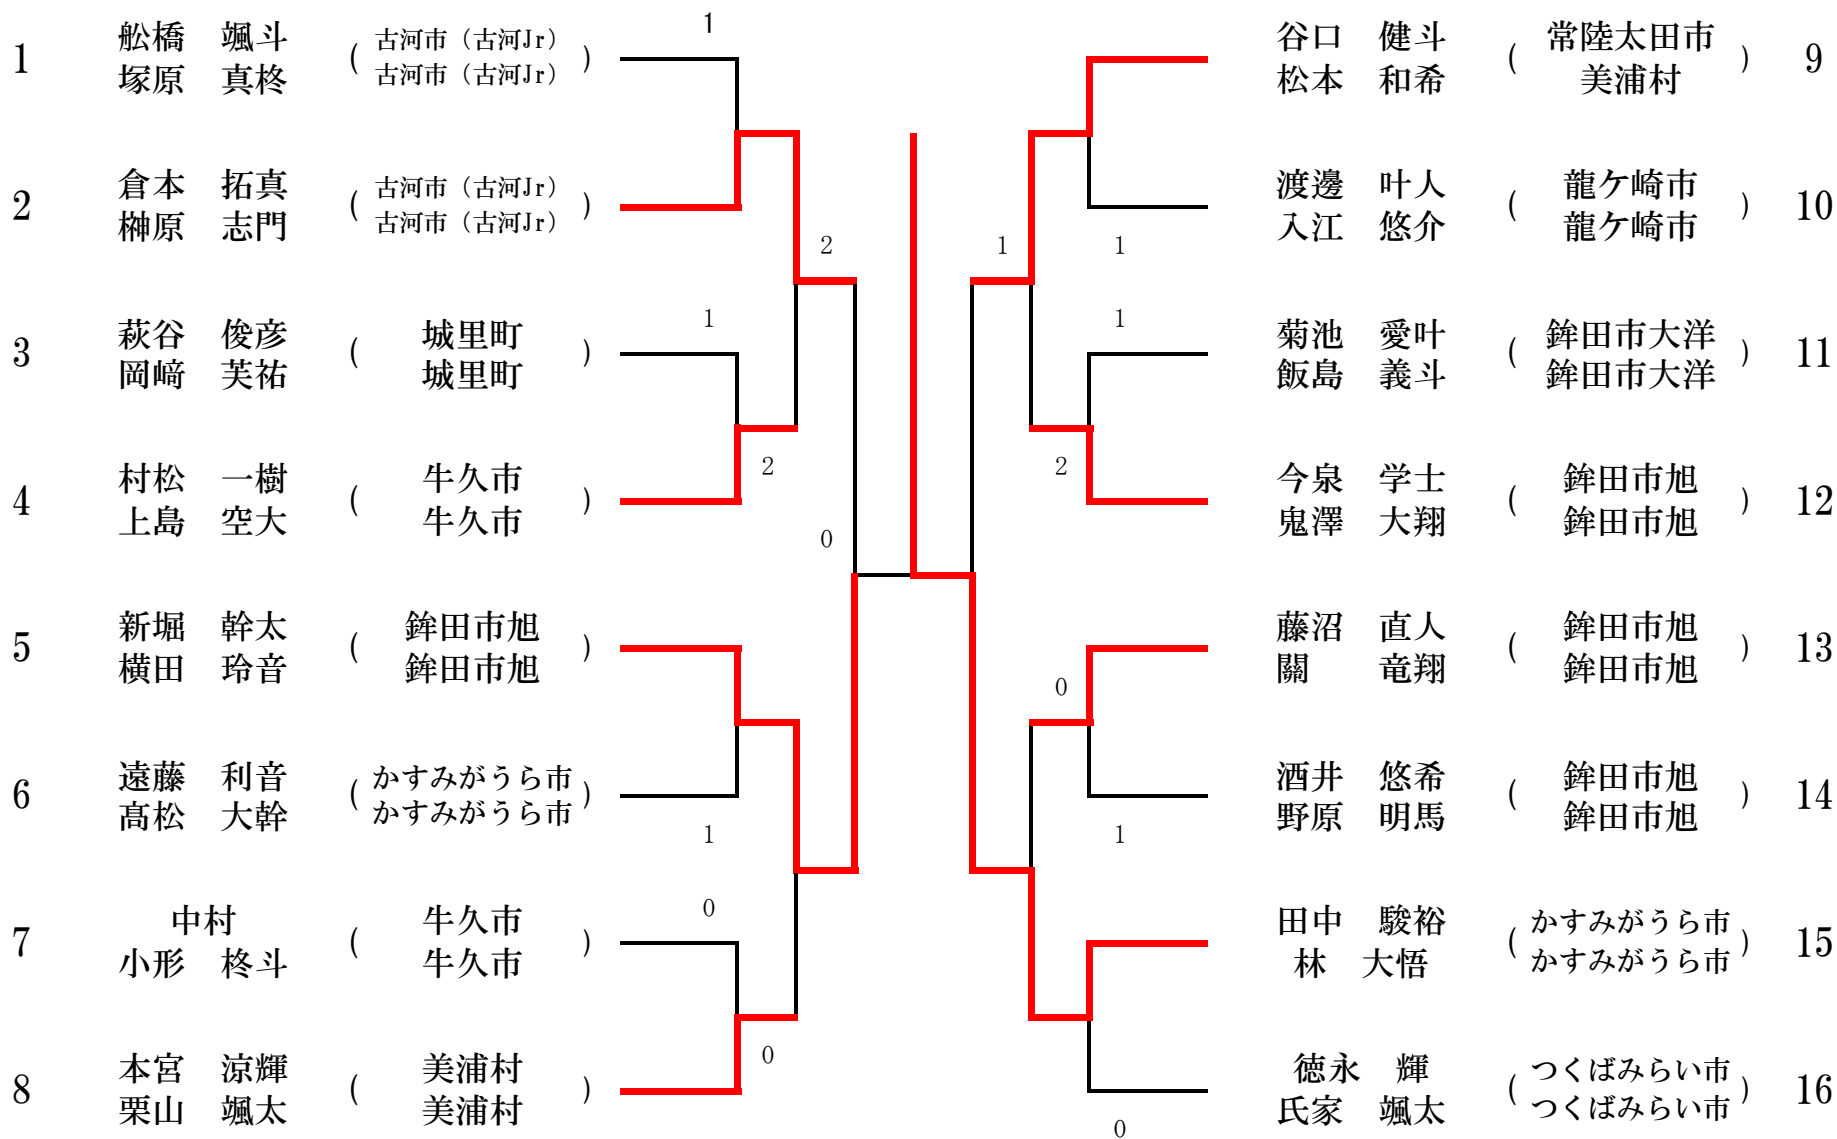 1
舩橋　颯斗
塚原　真柊
( 古河市（古河Jr） )
古河市（古河Jr）
1
2
倉本　拓真
榊原　志門
( 古河市（古河Jr） )
古河市（古河Jr）
2
3
萩谷　俊彦
岡﨑　芙祐
( 城里町 )
城里町
1
4
村松　一樹
上島　空大
( 牛久市 )
牛久市
2
0
5
新堀　幹太
横田　玲音
( 鉾田市旭 )
鉾田市旭
6
遠藤　利音
髙松　大幹
( かすみがうら市 )
かすみがうら市
1
7
中村
小形　柊斗
( 牛久市 )
牛久市
0
8
本宮　涼輝
栗山　颯太
( 美浦村 )
美浦村
0
谷口　健斗
松本　和希
( 常陸太田市 )
美浦村
9
渡邊　叶人
入江　悠介
( 龍ケ崎市 )
龍ケ崎市
10
1
1
菊池　愛叶
飯島　義斗
( 鉾田市大洋 )
鉾田市大洋
11
1
今泉　学士
鬼澤　大翔
( 鉾田市旭 )
鉾田市旭
12
2
藤沼　直人
關　　竜翔
( 鉾田市旭 )
鉾田市旭
13
0
酒井　悠希
野原　明馬
( 鉾田市旭 )
鉾田市旭
14
1
田中　駿裕
林　大悟
( かすみがうら市 )
かすみがうら市
15
徳永　輝
氏家　颯太
( つくばみらい市 )
つくばみらい市
16
0